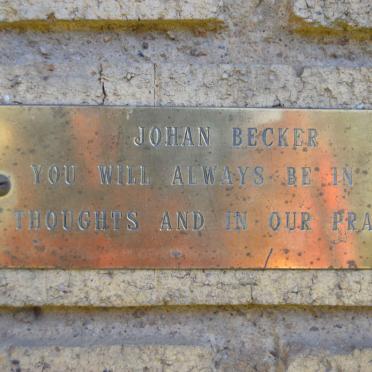 JOHAN BECKER
YOU WILL ALWAYS BE IN
THOUGHTS AND IN OUR PRA